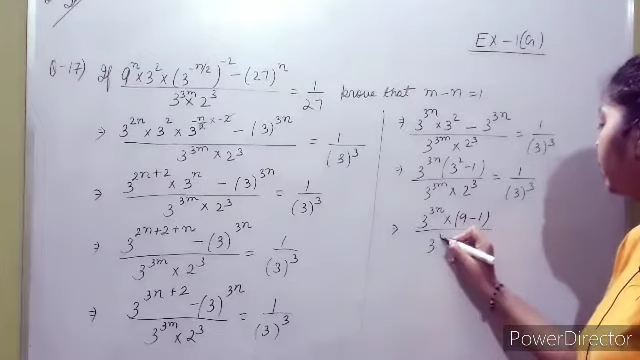 Ex-1(a)
Q-17) If (9^n × 3^2 × (3^(-n/2))^(-2) - (27)^n) / (3^(3m) × 2^3) = 1/27 prove that m-n=1
⇒ (3^(2n) × 3^2 × 3^(-n/2 × -2) - (3)^(3n)) / (3^(3m) × 2^3) = 1/(3)^3
⇒ (3^(2n+2) × 3^n - (3)^(3n)) / (3^(3m) × 2^3) = 1/(3)^3
⇒ (3^(2n+2+n) - (3)^(3n)) / (3^(3m) × 2^3) = 1/(3)^3
⇒ (3^(3n+2) - (3)^(3n)) / (3^(3m) × 2^3) = 1/(3)^3
⇒ (3^(3n) × 3^2 - 3^(3n)) / (3^(3m) × 2^3) = 1/(3)^3
⇒ (3^(3n) (3^2 - 1)) / (3^(3m) × 2^3) = 1/(3)^3
⇒ (3^(3n) × (9-1)) / 3
PowerDirector